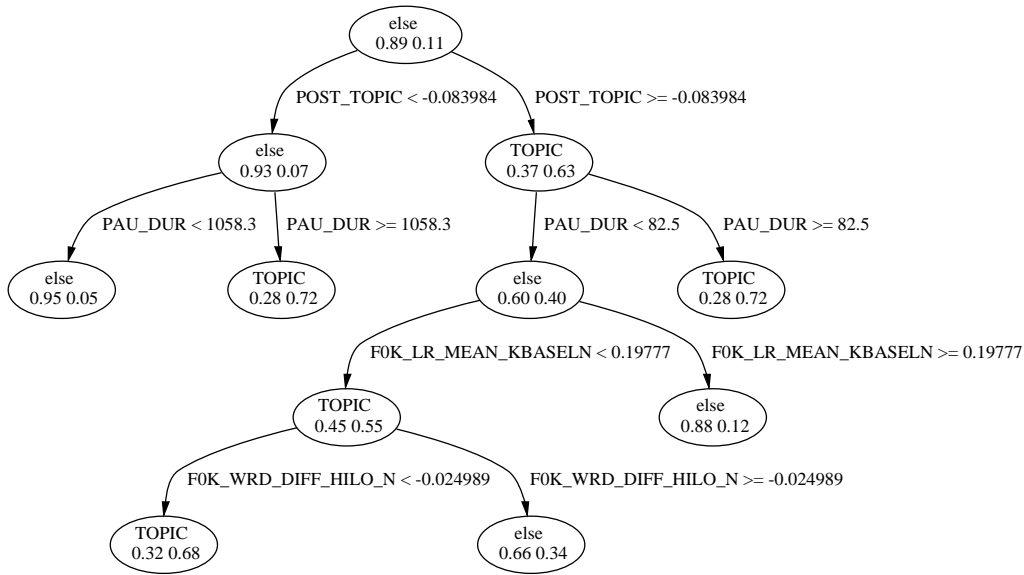 else
0.89 0.11
POST_TOPIC < -0.083984
POST_TOPIC >= -0.083984
else
0.93 0.07
TOPIC
0.37 0.63
PAU_DUR < 1058.3
PAU_DUR >= 1058.3
PAU_DUR < 82.5
PAU_DUR >= 82.5
else
0.95 0.05
TOPIC
0.28 0.72
else
0.60 0.40
TOPIC
0.28 0.72
F0K_LR_MEAN_KBASELN < 0.19777
F0K_LR_MEAN_KBASELN >= 0.19777
TOPIC
0.45 0.55
else
0.88 0.12
F0K_WRD_DIFF_HILO_N < -0.024989
F0K_WRD_DIFF_HILO_N >= -0.024989
TOPIC
0.32 0.68
else
0.66 0.34